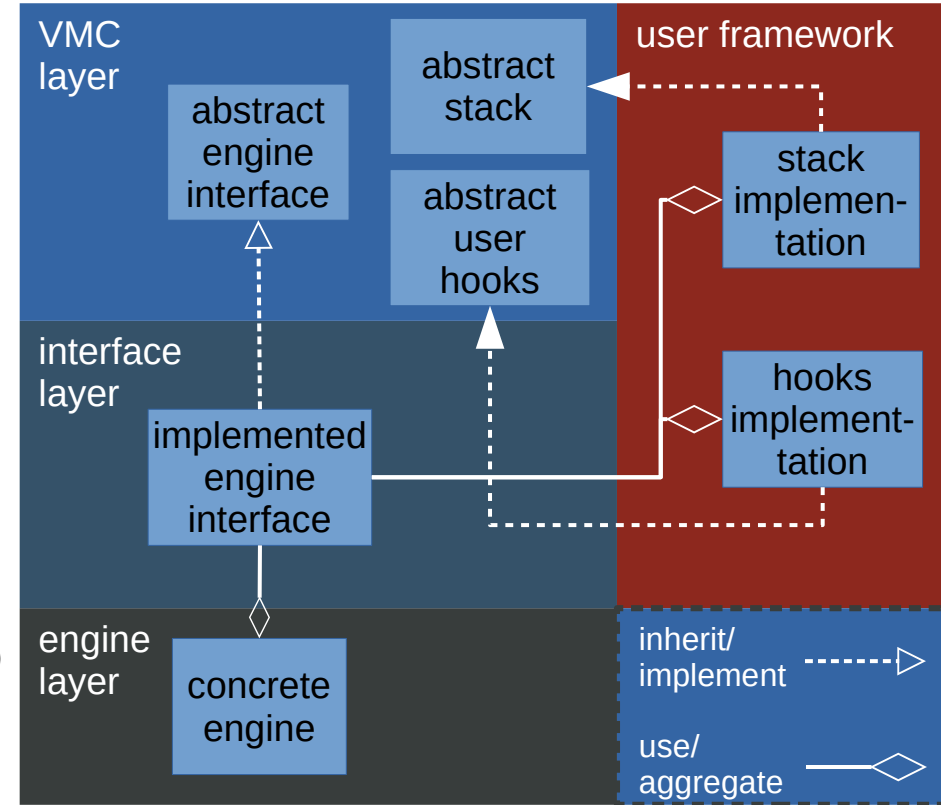 VMC
layer
abstract
engine
interface
abstract
stack
abstract
user
hooks
user framework
stack
implemen-
tation
hooks
implement-
tation
interface
layer
implemented
engine
interface
engine
layer
concrete
engine
inherit/
implement
use/
aggregate